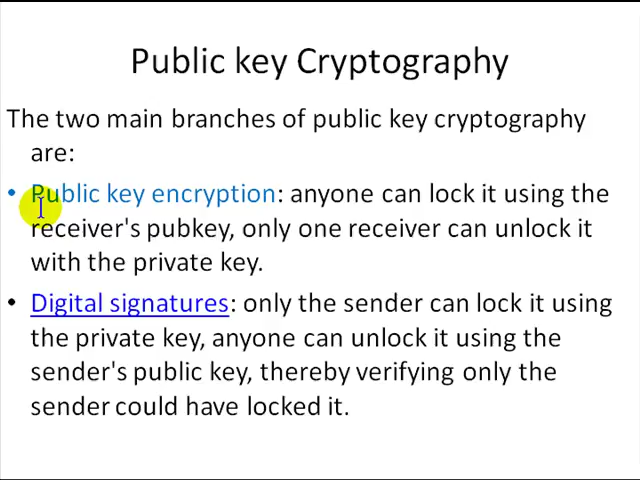 Public key Cryptography
The two main branches of public key cryptography
are:
• Public key encryption: anyone can lock it using the
receiver's pubkey, only one receiver can unlock it
with the private key.
• Digital signatures: only the sender can lock it using
the private key, anyone can unlock it using the
sender's public key, thereby verifying only the
sender could have locked it.